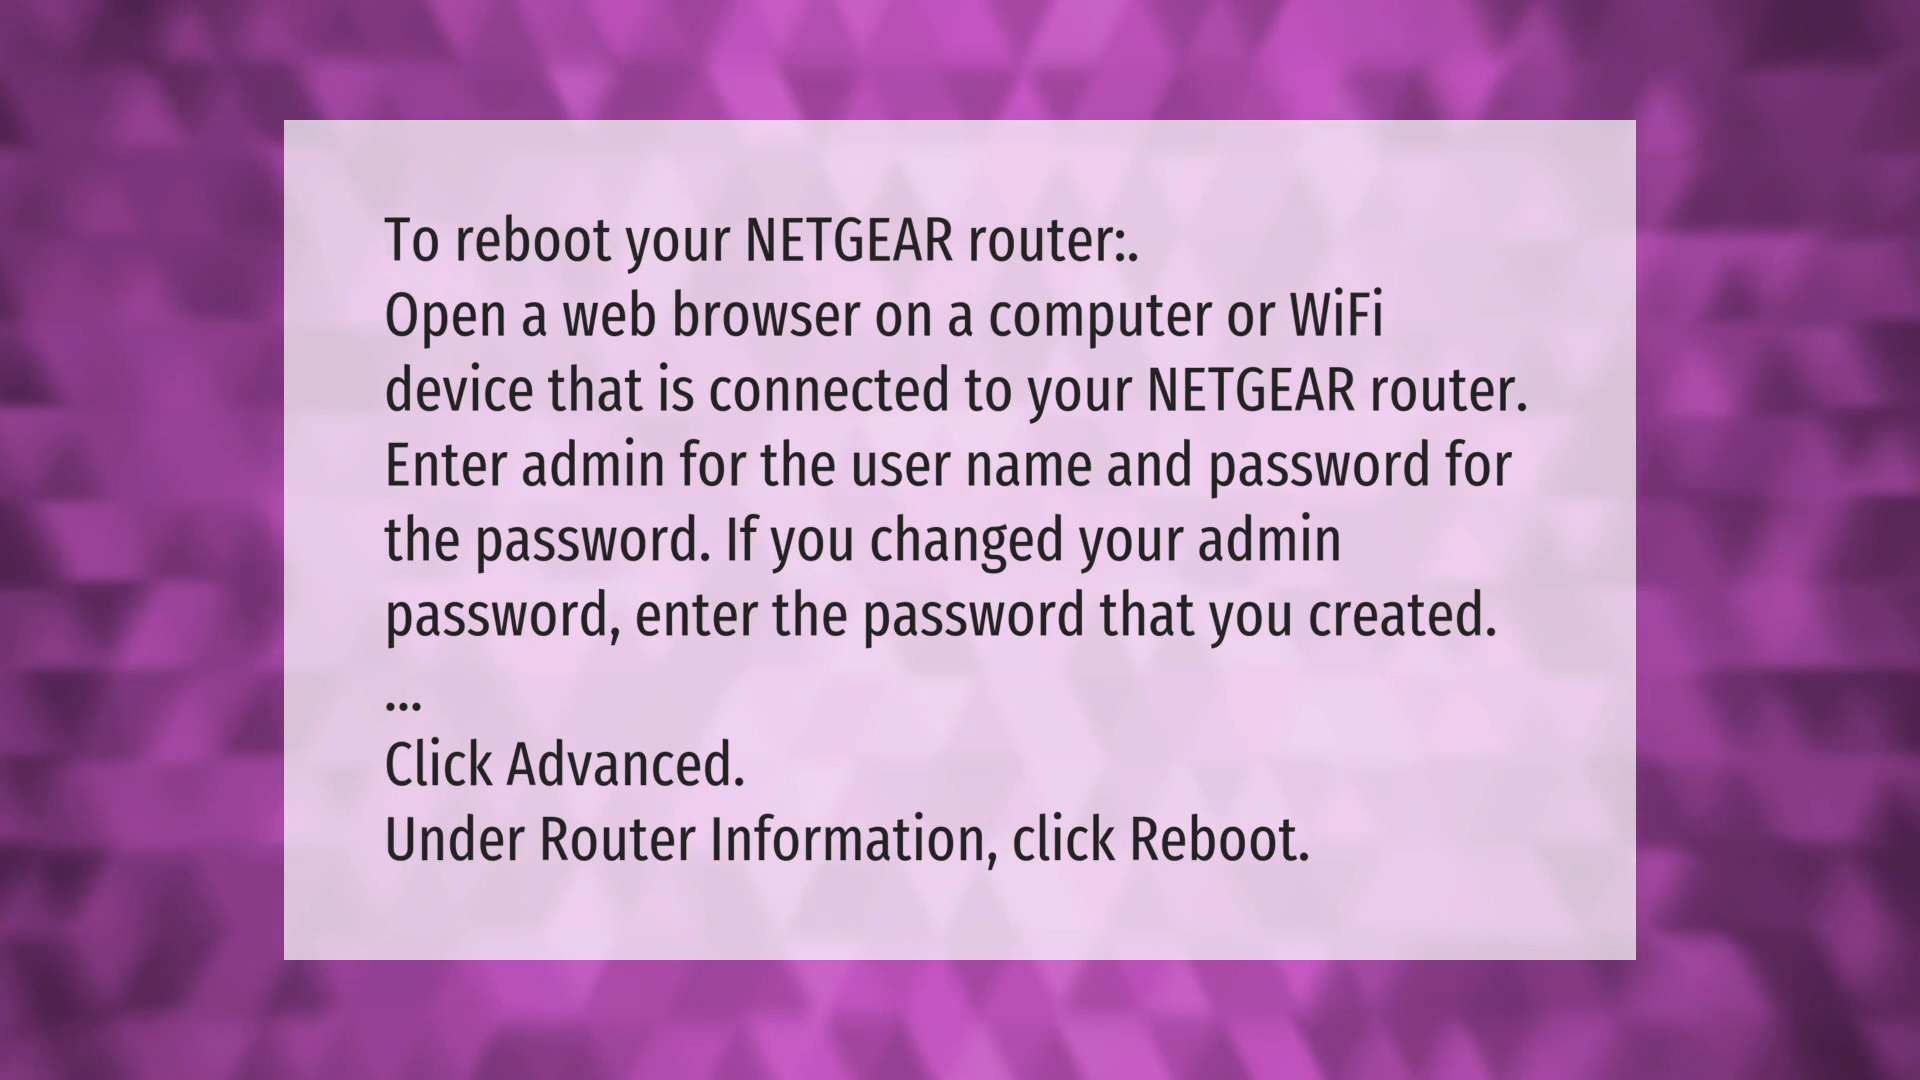 To reboot your NETGEAR router:.
Open a web browser on a computer or WiFi
device that is connected to your NETGEAR router.
Enter admin for the user name and password for
the password. If you changed your admin
password, enter the password that you created.
...
Click Advanced.
Under Router Information, click Reboot.